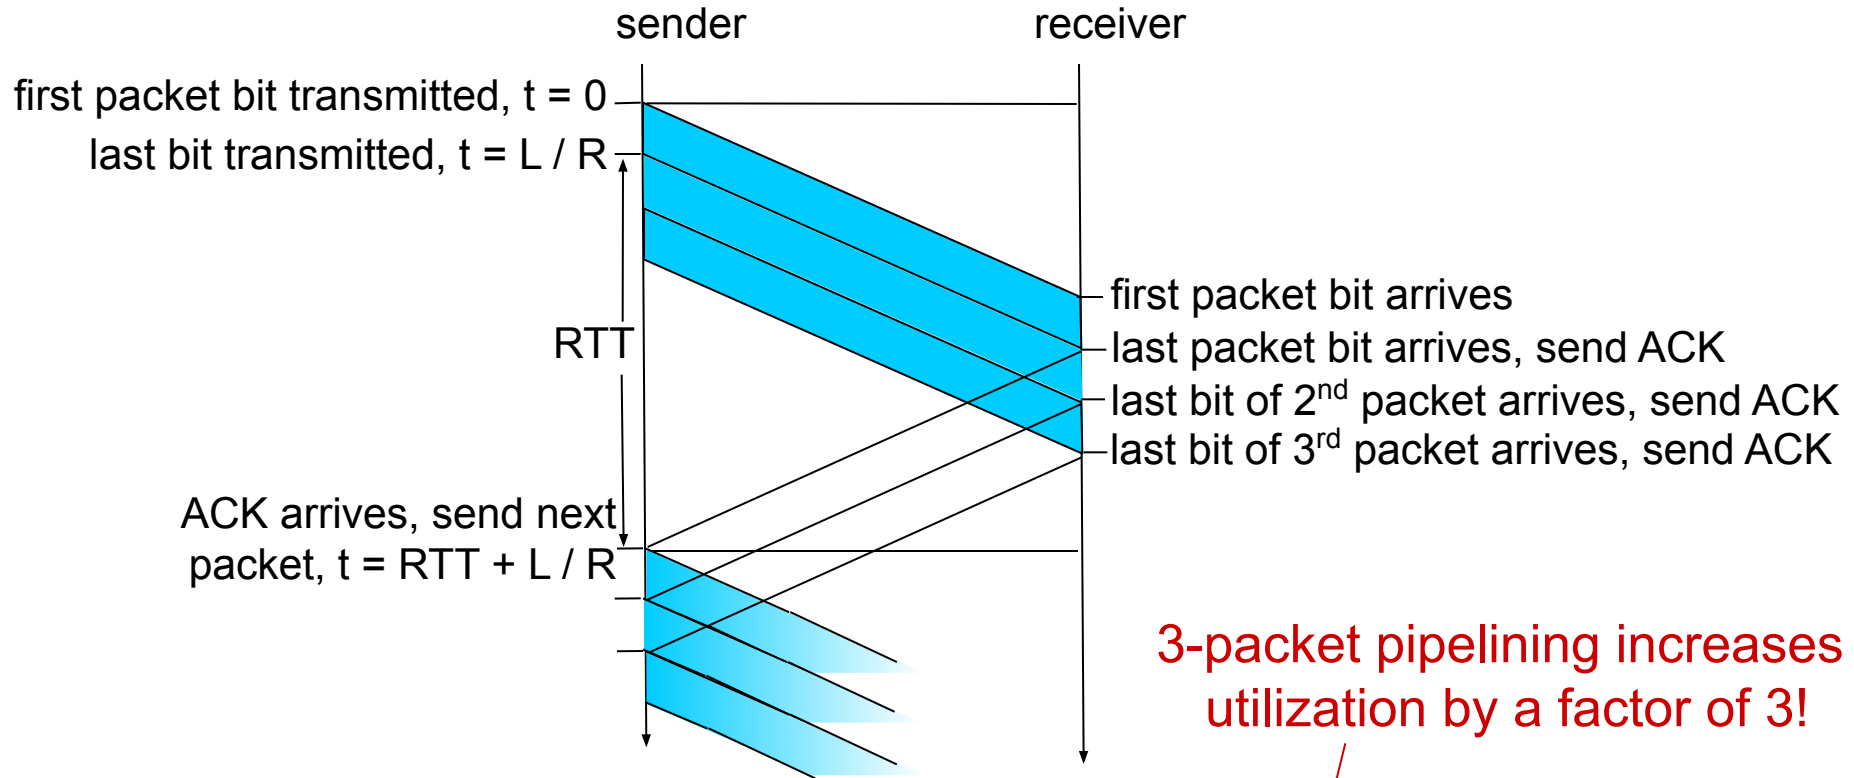 sender
receiver
first packet bit transmitted, t = 0
last bit transmitted, t = L / R
RTT
first packet bit arrives
last packet bit arrives, send ACK
last bit of 2nd packet arrives, send ACK
last bit of 3rd packet arrives, send ACK
ACK arrives, send next
packet, t = RTT + L / R
3-packet pipelining increases
utilization by a factor of 3!